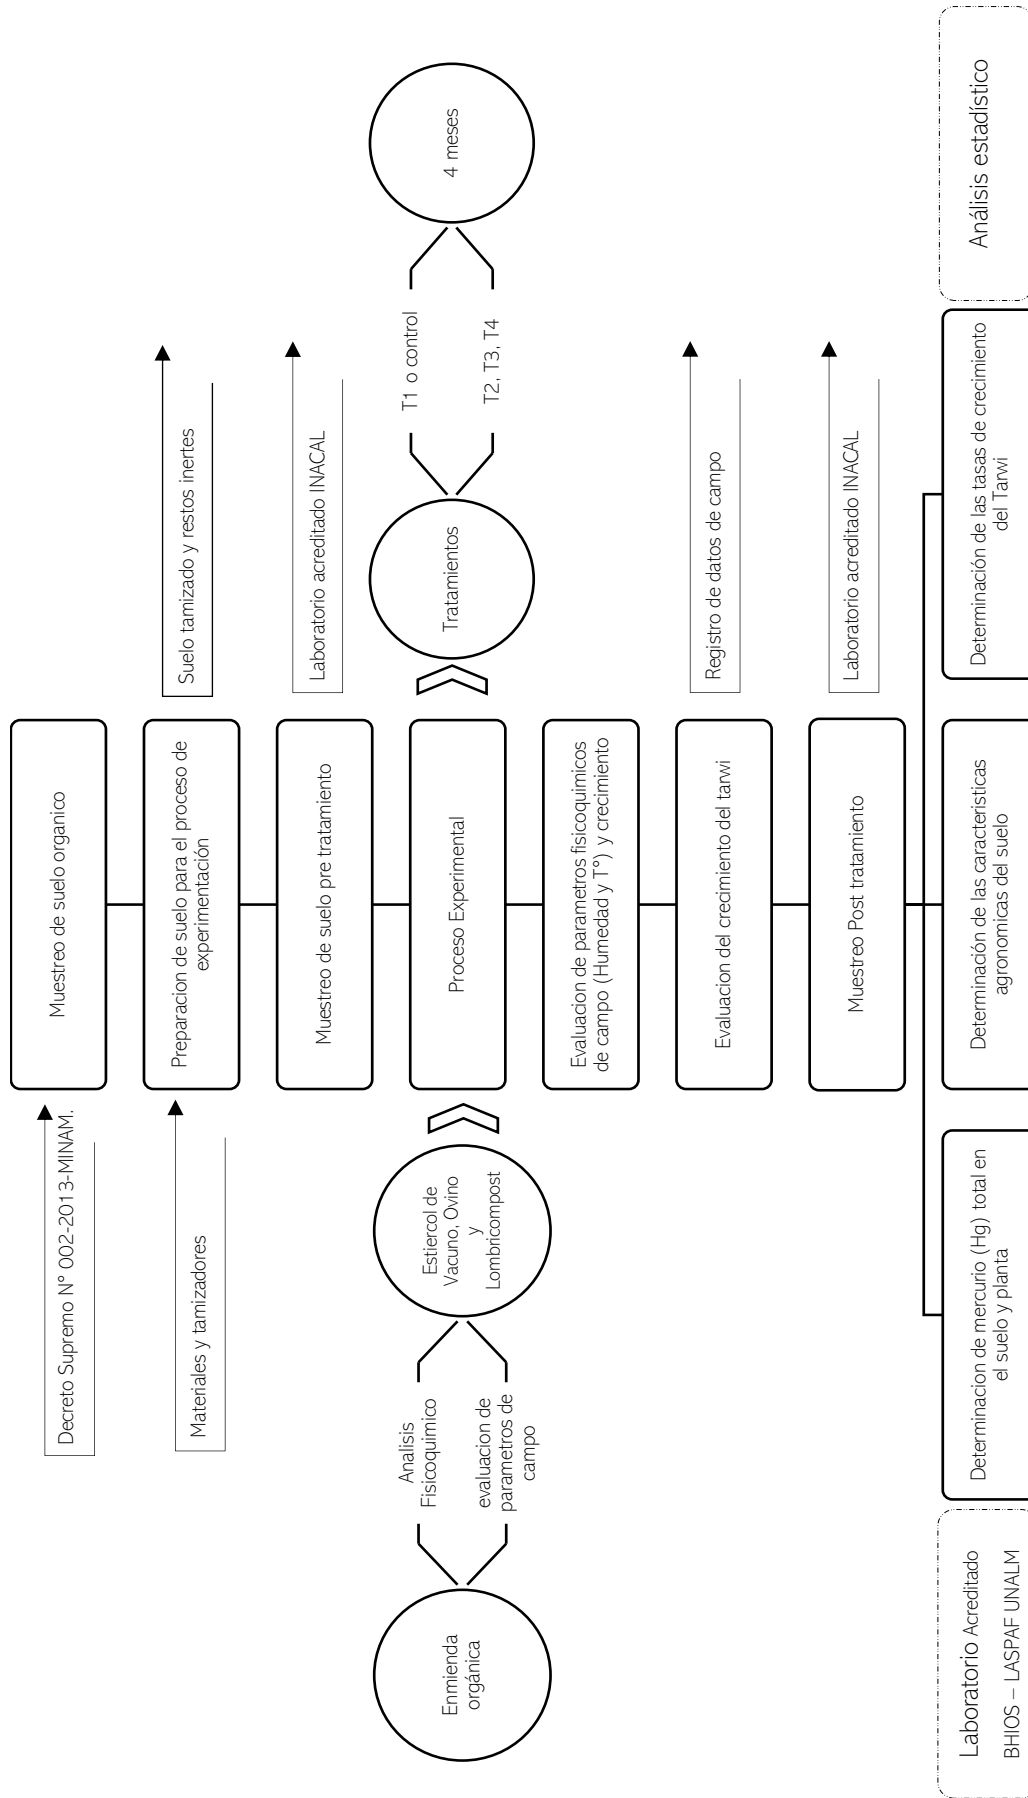 Muestreo de suelo organico
Decreto Supremo N° 002-2013-MINAM.
Preparacion de suelo para el proceso de
experimentación
Materiales y tamizadores
Suelo tamizado y restos inertes
Muestreo de suelo pre tratamiento
Laboratorio acreditado INACAL
Enmienda
orgánica
Analisis
Fisicoquimico
evaluacion de
parametros de
campo
Estiercol de
Vacuno, Ovino
y
Lombricompost
Proceso Experimental
Tratamientos
T1 o control
T2, T3, T4
4 meses
Evaluacion de parametros fisicoquimicos
de campo (Humedad y T°) y crecimiento
Evaluacion del crecimiento del tarwi
Registro de datos de campo
Muestreo Post tratamiento
Laboratorio acreditado INACAL
Laboratorio Acreditado
BHIOS – LASPAF UNALM
Determinacion de mercurio (Hg) total en
el suelo y planta
Determinación de las caracteristicas
agronomicas del suelo
Determinación de las tasas de crecimiento
del Tarwi
Análisis estadístico